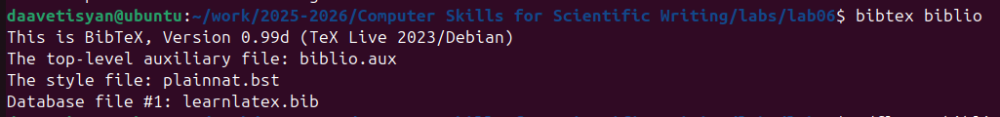 daavetisyan@ubuntu:~/work/2025-2026/Computer Skills for Scientific Writing/labs/lab06$ bibtex biblio
This is BibTeX, Version 0.99d (TeX Live 2023/Debian)
The top-level auxiliary file: biblio.aux
The style file: plainnat.bst
Database file #1: learnlatex.bib